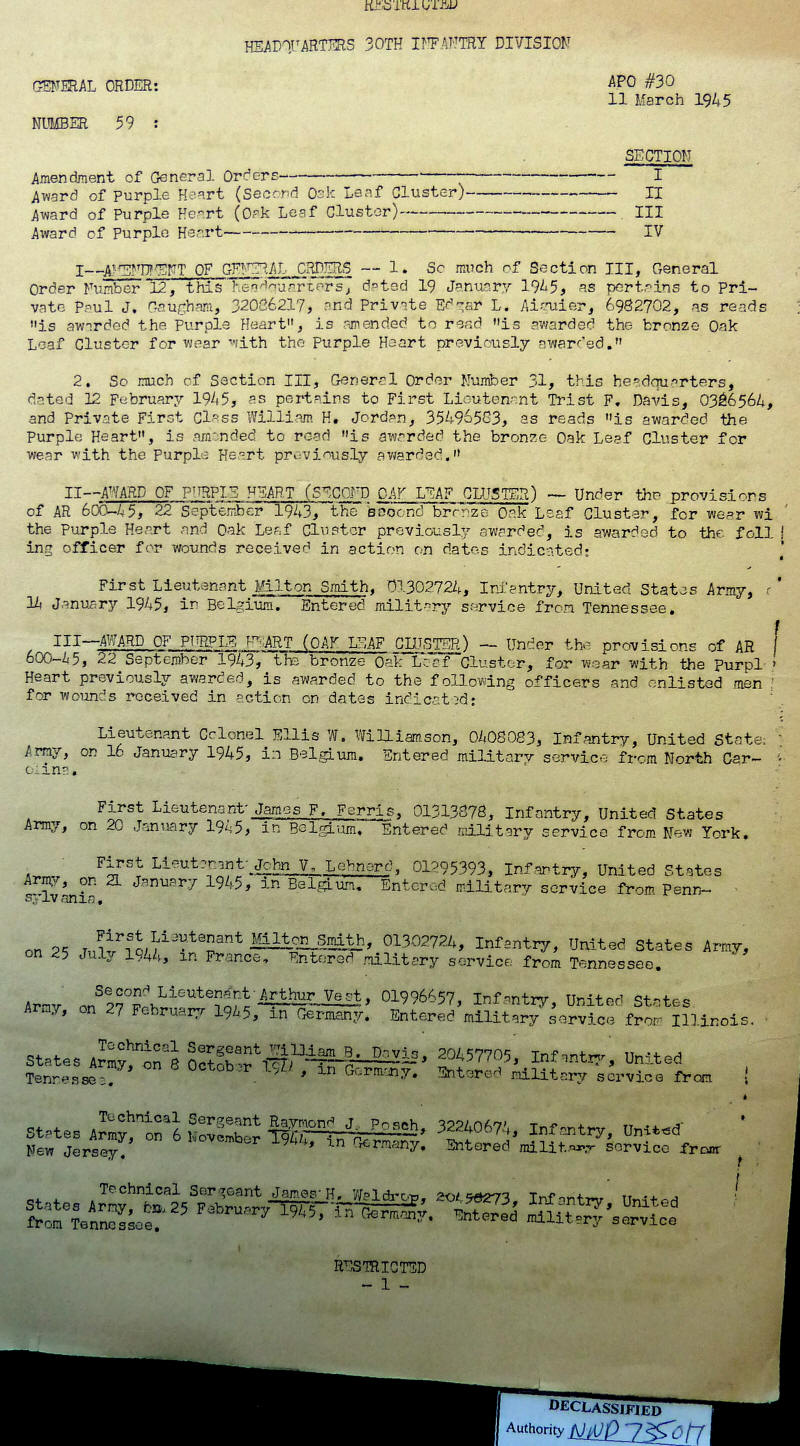 RESTRICTED
HEADQUARTERS 30TH INFANTRY DIVISION
GENERAL ORDER:
APO #30
11 March 1945
NUMBER 59 :
SECTION
Amendment of General Orders---------- I
Award of Purple Heart (Second Oak Leaf Cluster)---------- II
Award of Purple Heart (Oak Leaf Cluster)---------- III
Award of Purple Heart---------- IV
I--AMENDMENT OF GENERAL ORDERS -- 1. So much of Section III, General
Order Number 12, this headquarters, dated 19 January 1945, as pertains to Pri-
vate Paul J. Gaugham, 32086217, and Private Edgar L. Aiguier, 6982702, as reads
"is awarded the Purple Heart", is amended to read "is awarded the bronze Oak
Leaf Cluster for wear with the Purple Heart previously awarded."
2. So much of Section III, General Order Number 31, this headquarters,
dated 12 February 1945, as pertains to First Lieutenant Trist F. Davis, 0386564,
and Private First Class William H. Jordan, 35496583, as reads "is awarded the
Purple Heart", is amended to read "is awarded the bronze Oak Leaf Cluster for
wear with the Purple Heart previously awarded."
II--AWARD OF PURPLE HEART (SECOND OAK LEAF CLUSTER) -- Under the provisions
of AR 600-45, 22 September 1943, the second bronze Oak Leaf Cluster, for wear wi
the Purple Heart and Oak Leaf Cluster previously awarded, is awarded to the foll
ing officer for wounds received in action on dates indicated:
First Lieutenant Milton Smith, 01302724, Infantry, United States Army,
14 January 1945, in Belgium. Entered military service from Tennessee.
III--AWARD OF PURPLE HEART (OAK LEAF CLUSTER) -- Under the provisions of AR
600-45, 22 September 1943, the bronze Oak Leaf Cluster, for wear with the Purpl
Heart previously awarded, is awarded to the following officers and enlisted men
for wounds received in action on dates indicated:
Lieutenant Colonel Ellis W. Williamson, 0408083, Infantry, United State
Army, on 16 January 1945, in Belgium. Entered military service from North Car-
olina.
First Lieutenant James F. Ferris, 01313878, Infantry, United States
Army, on 20 January 1945, in Belgium. Entered military service from New York.
First Lieutenant John V. Lehnerd, 01295393, Infantry, United States
Army, on 21 January 1945, in Belgium. Entered military service from Penn-
sylvania.
First Lieutenant Milton Smith, 01302724, Infantry, United States Army,
on 25 July 1944, in France. Entered military service from Tennessee.
Second Lieutenant Arthur Vest, 01996657, Infantry, United States
Army, on 27 February 1945, in Germany. Entered military service from Illinois.
Technical Sergeant William B. Davis, 20457705, Infantry, United
States Army, on 8 October 194 , in Germany. Entered military service from
Tennessee.
Technical Sergeant Raymond J. Posch, 32240674, Infantry, United
States Army, on 6 November 1944, in Germany. Entered military service from
New Jersey.
Technical Sergeant James H. Waldrop, 20458273, Infantry, United
States Army, on 25 February 1945, in Germany. Entered military service
from Tennessee.
RESTRICTED
- 1 -
DECLASSIFIED
Authority NND 735017